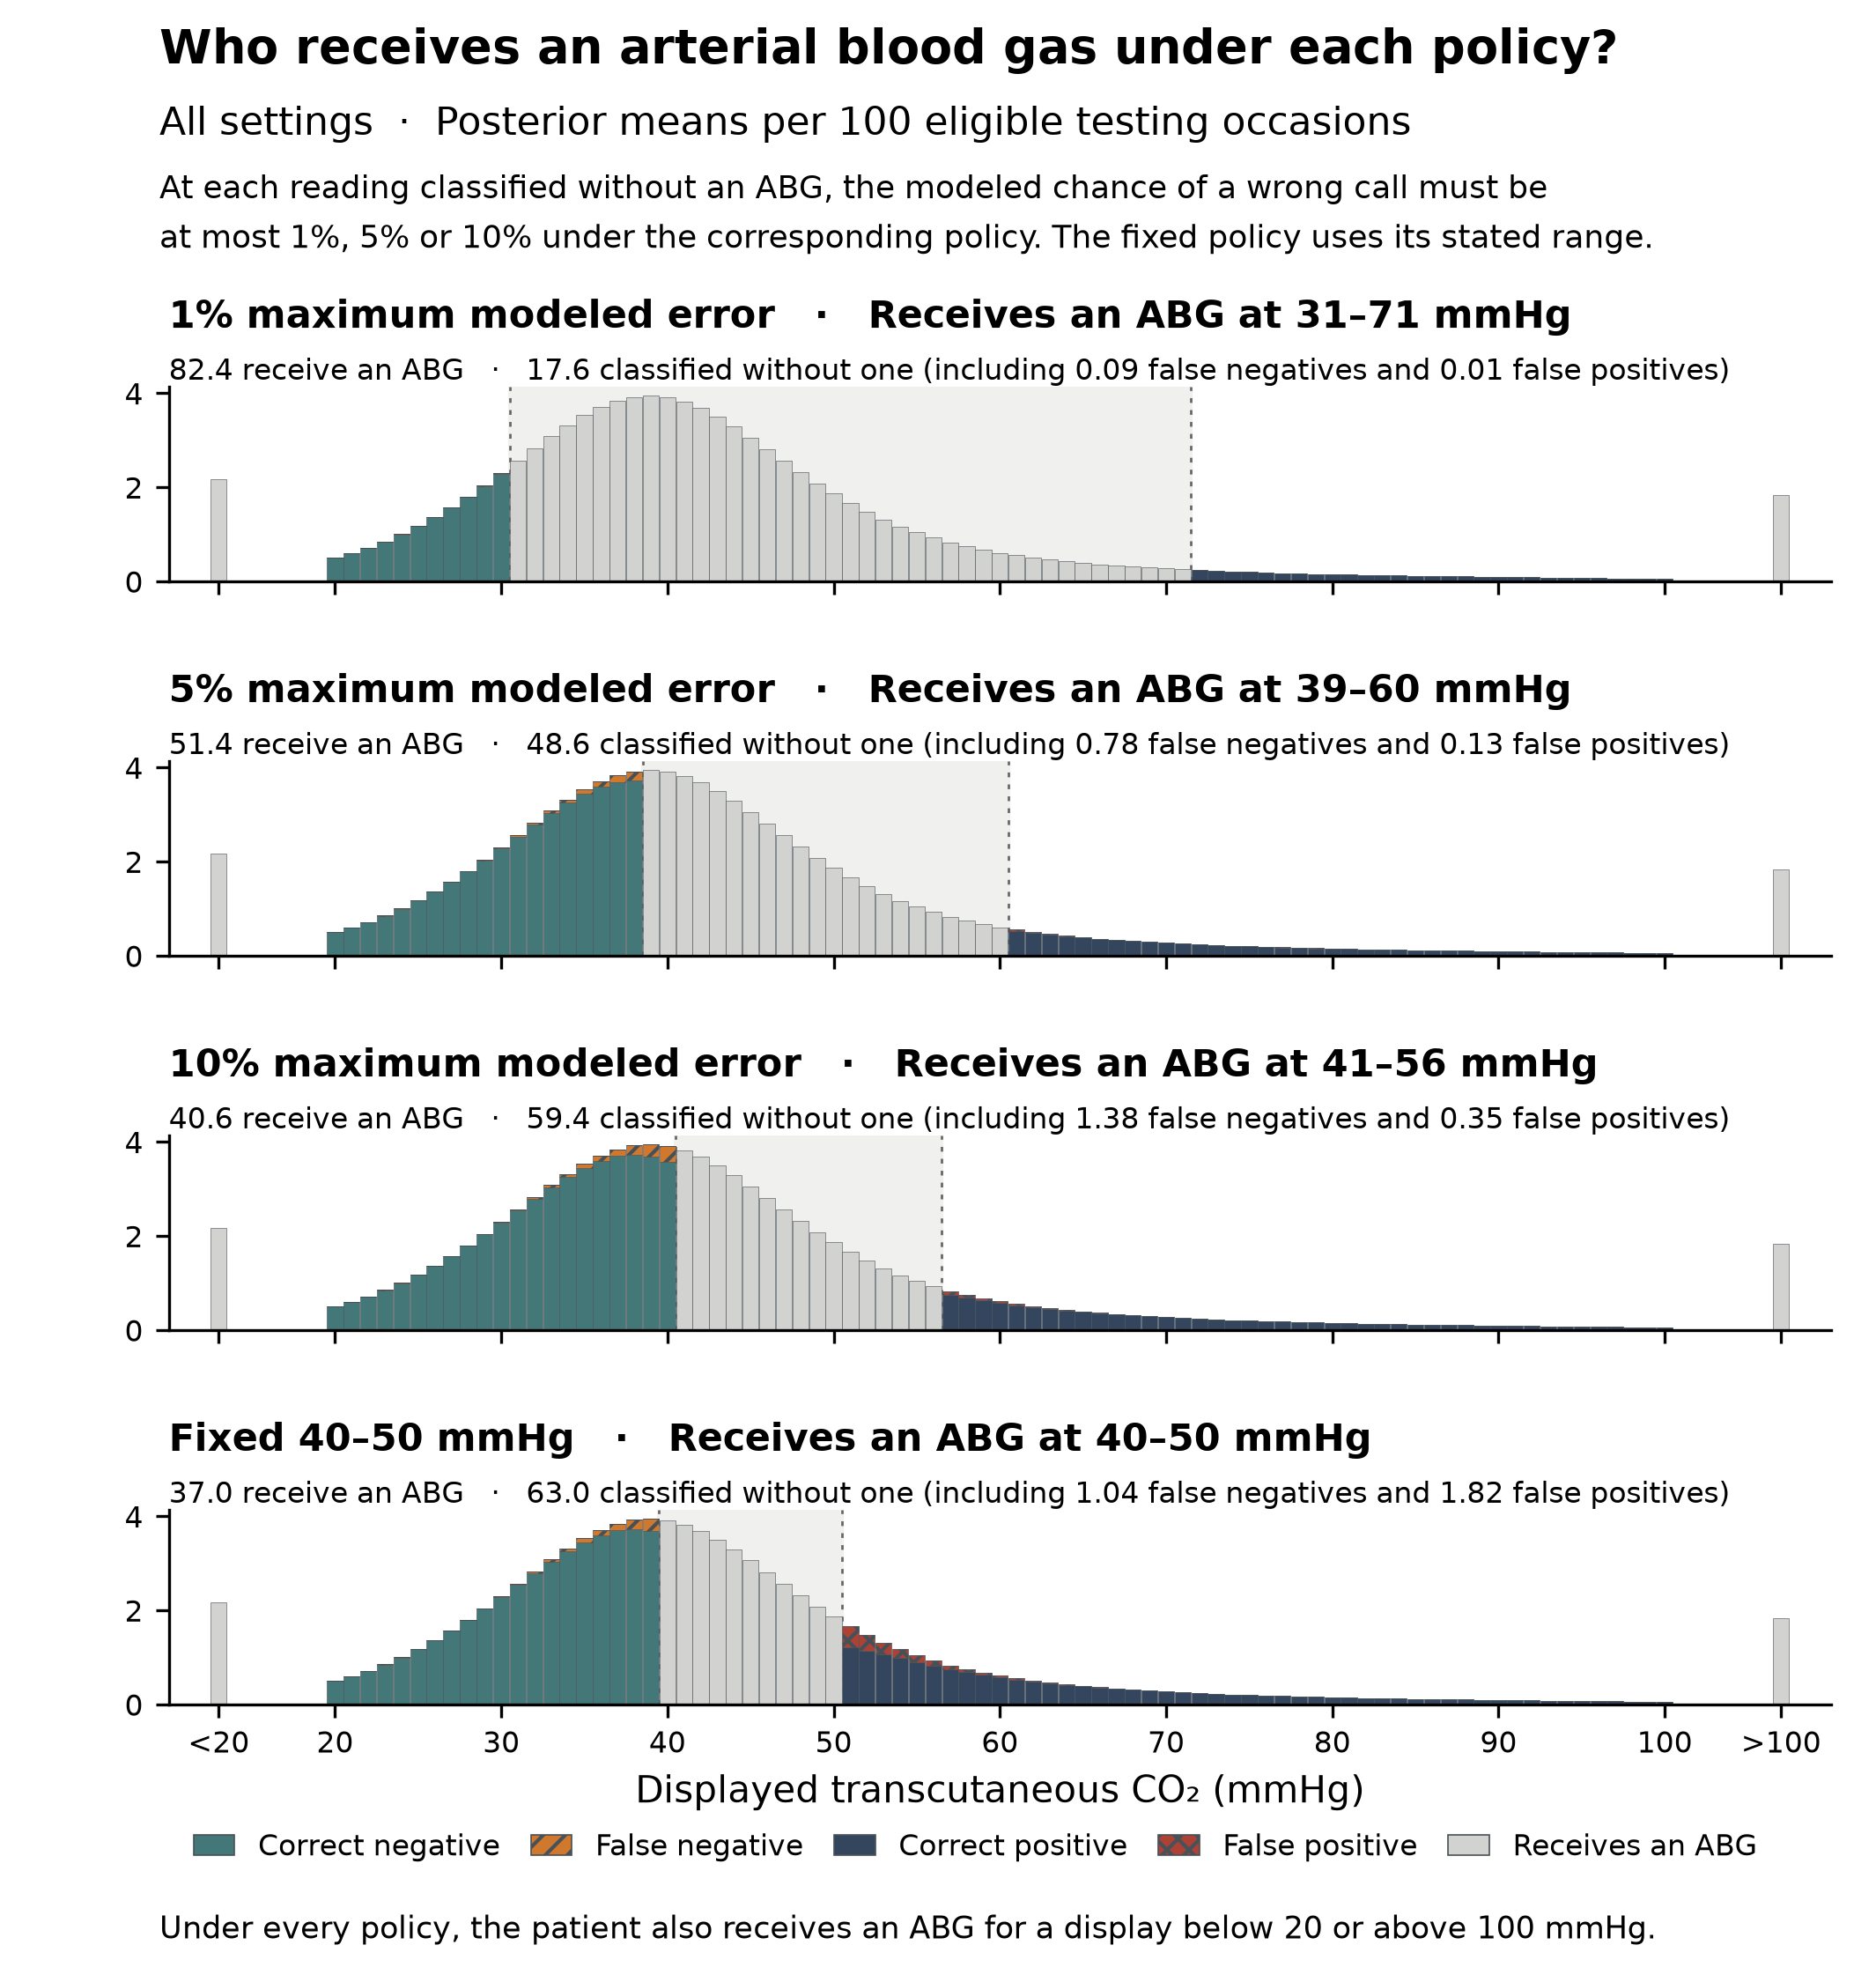 Who receives an arterial blood gas under each policy?
All settings · Posterior means per 100 eligible testing occasions
At each reading classified without an ABG, the modeled chance of a wrong call must be
at most 1%, 5% or 10% under the corresponding policy. The fixed policy uses its stated range.
1% maximum modeled error · Receives an ABG at 31–71 mmHg
82.4 receive an ABG · 17.6 classified without one (including 0.09 false negatives and 0.01 false positives)
4
2
0
5% maximum modeled error · Receives an ABG at 39–60 mmHg
51.4 receive an ABG · 48.6 classified without one (including 0.78 false negatives and 0.13 false positives)
4
2
0
10% maximum modeled error · Receives an ABG at 41–56 mmHg
40.6 receive an ABG · 59.4 classified without one (including 1.38 false negatives and 0.35 false positives)
4
2
0
Fixed 40–50 mmHg · Receives an ABG at 40–50 mmHg
37.0 receive an ABG · 63.0 classified without one (including 1.04 false negatives and 1.82 false positives)
4
2
0
<20 20 30 40 50 60 70 80 90 100 >100
Displayed transcutaneous CO₂ (mmHg)
Correct negative False negative Correct positive False positive Receives an ABG
Under every policy, the patient also receives an ABG for a display below 20 or above 100 mmHg.